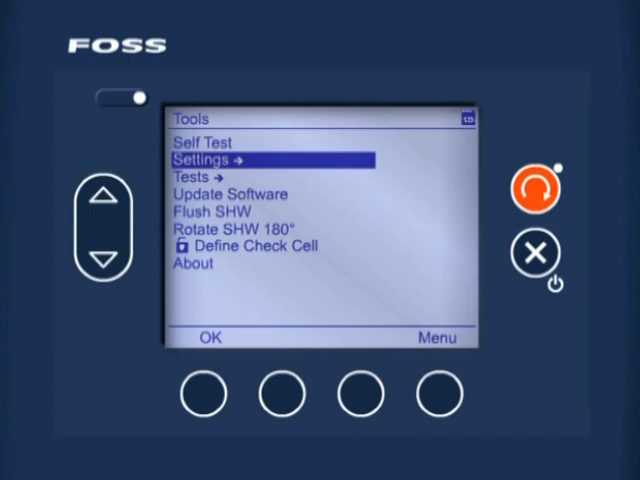 FOSS
Tools
Self Test
Settings →
Tests →
Update Software
Flush SHW
Rotate SHW 180°
Define Check Cell
About
OK Menu